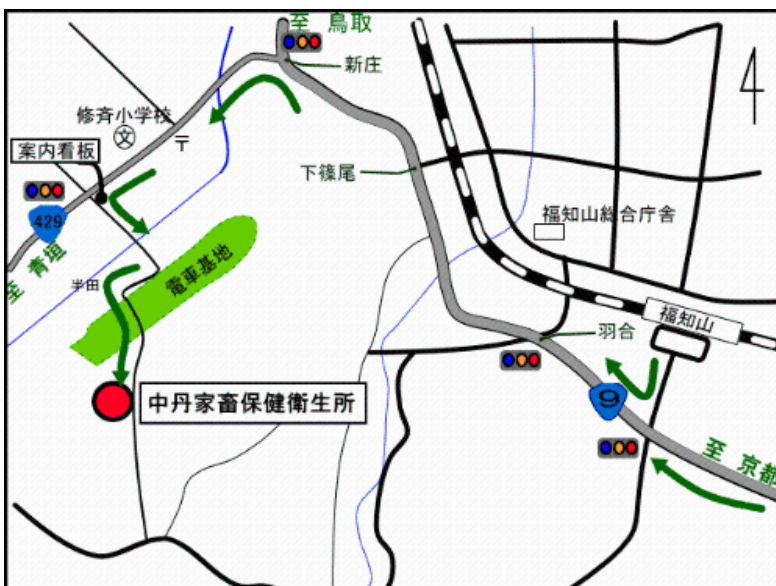 至 鳥取
新庄
修斉小学校
文
〒
案内看板
下篠尾
福知山総合庁舎
429
至 青垣
電車基地
半田
福知山
羽合
中丹家畜保健衛生所
9
至 京都